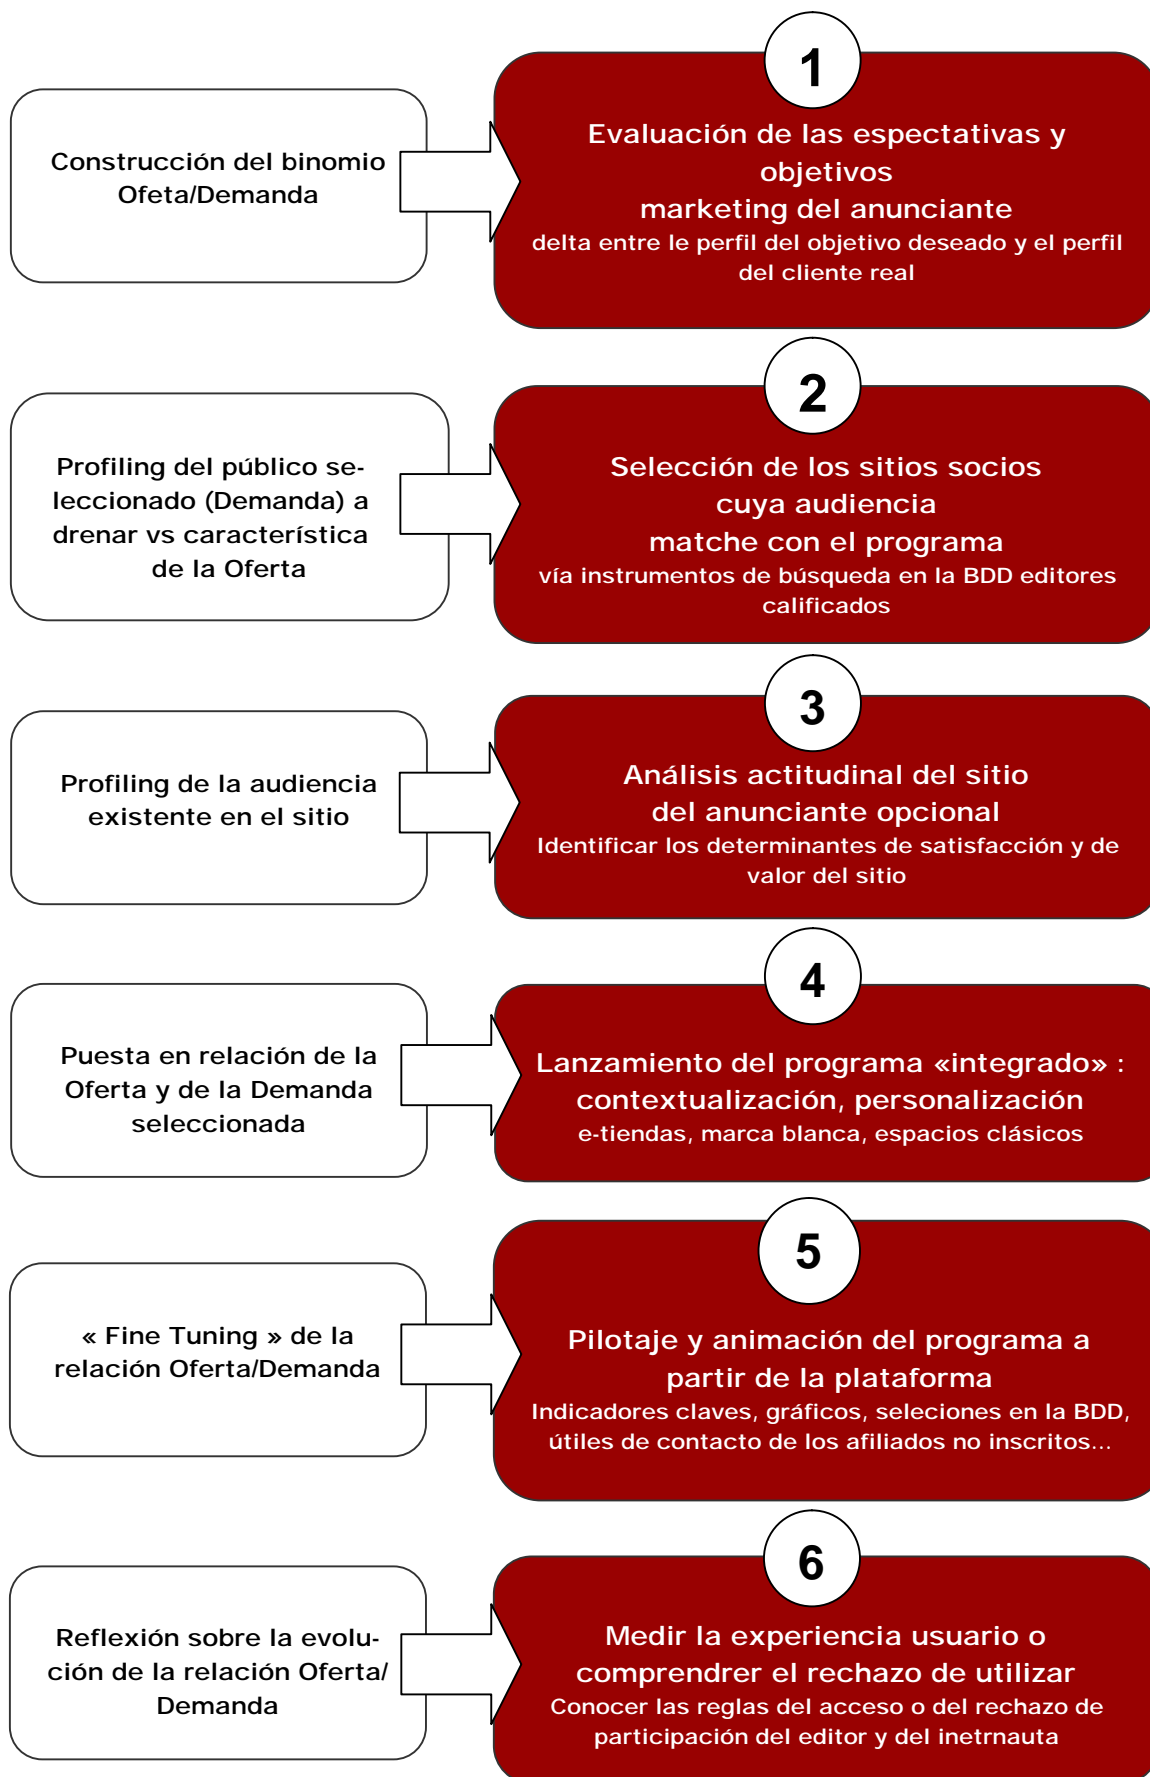 1
Construcción del binomio
Ofeta/Demanda
Evaluación de las espectativas y
objetivos
marketing del anunciante
delta entre le perfil del objetivo deseado y el perfil
del cliente real
2
Profiling del público se-
leccionado (Demanda) a
drenar vs característica
de la Oferta
Selección de los sitios socios
cuya audiencia
matche con el programa
vía instrumentos de búsqueda en la BDD editores
calificados
3
Profiling de la audiencia
existente en el sitio
Análisis actitudinal del sitio
del anunciante opcional
Identificar los determinantes de satisfacción y de
valor del sitio
4
Puesta en relación de la
Oferta y de la Demanda
seleccionada
Lanzamiento del programa «integrado» :
contextualización, personalización
e-tiendas, marca blanca, espacios clásicos
5
« Fine Tuning » de la
relación Oferta/Demanda
Pilotaje y animación del programa a
partir de la plataforma
Indicadores claves, gráficos, seleciones en la BDD,
útiles de contacto de los afiliados no inscritos...
6
Reflexión sobre la evolu-
ción de la relación Oferta/
Demanda
Medir la experiencia usuario o
comprendrer el rechazo de utilizar
Conocer las reglas del acceso o del rechazo de
participación del editor y del inetrnauta